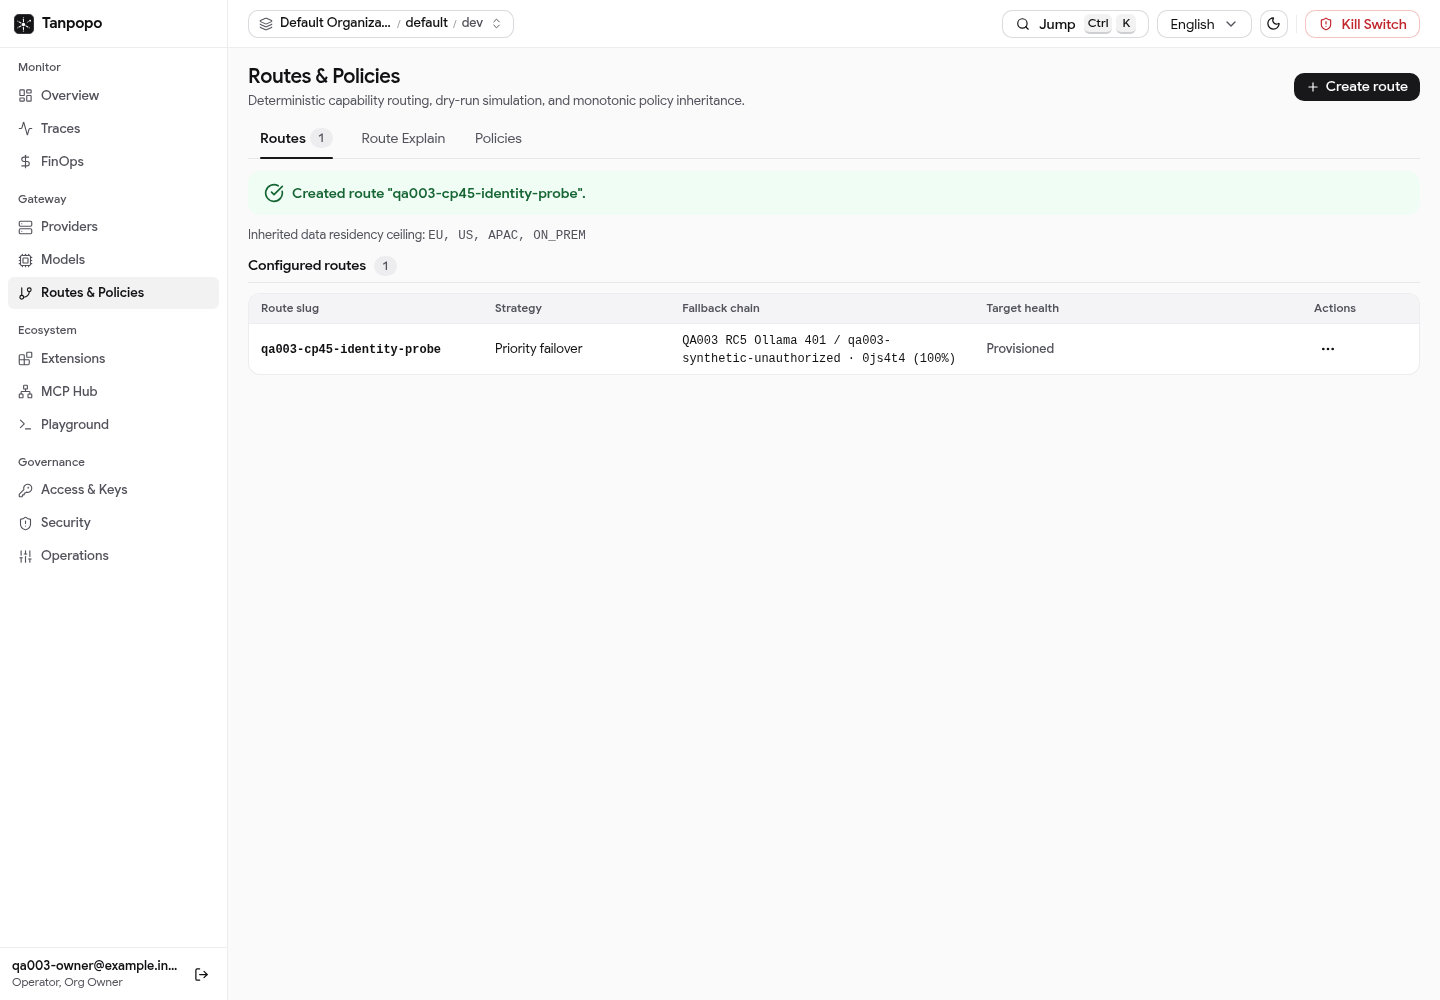 Tanpopo
Default Organiza... / default / dev
Jump Ctrl K
English
Kill Switch
Monitor
Overview
Traces
FinOps
Gateway
Providers
Models
Routes & Policies
Ecosystem
Extensions
MCP Hub
Playground
Governance
Access & Keys
Security
Operations
qa003-owner@example.in...
Operator, Org Owner
Routes & Policies
Deterministic capability routing, dry-run simulation, and monotonic policy inheritance.
Create route
Routes 1 Route Explain Policies
Created route "qa003-cp45-identity-probe".
Inherited data residency ceiling: EU, US, APAC, ON_PREM
Configured routes 1
Route slug Strategy Fallback chain Target health Actions
qa003-cp45-identity-probe Priority failover QA003 RC5 Ollama 401 / qa003-
synthetic-unauthorized · 0js4t4 (100%) Provisioned